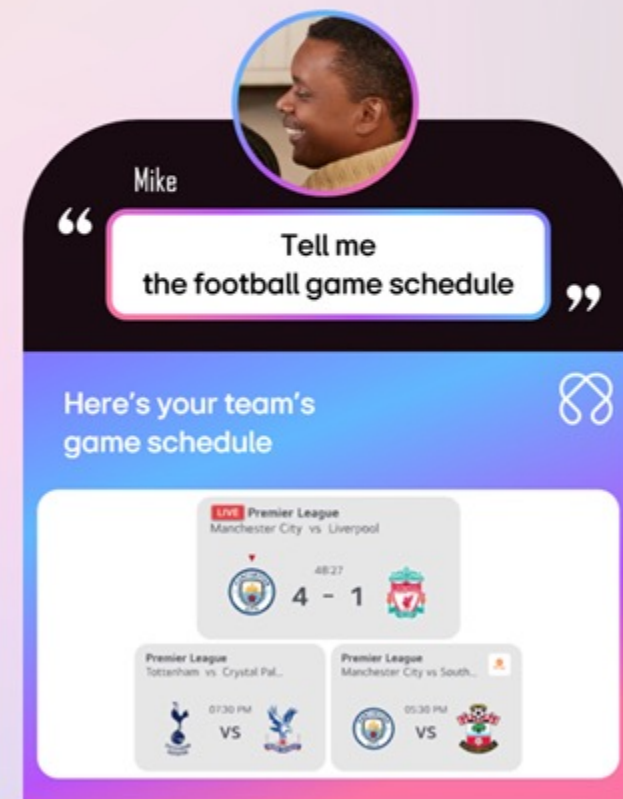 Mike
“
Tell me
the football game schedule
”
Here's your team's
game schedule
LIVE Premier League
Manchester City vs Liverpool
48:27
4 - 1
Premier League
Tottenham vs Crystal Pal...
07:30 PM
VS
Premier League
Manchester City vs South...
05:30 PM
VS